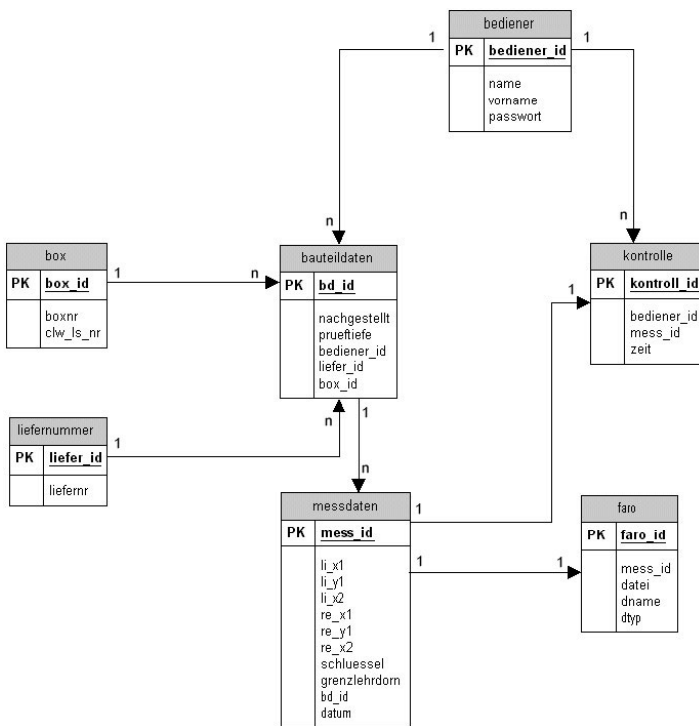 bediener
PK bediener_id
name
vorname
passwort
1
1
n
n
box
PK box_id
boxnr
clw_ls_nr
1
n
bauteildaten
PK bd_id
nachgestellt
prueftiefe
bediener_id
liefer_id
box_id
kontrolle
PK kontroll_id
bediener_id
mess_id
zeit
1
liefernummer
PK liefer_id
liefernr
1
n
1
n
messdaten
PK mess_id
li_x1
li_y1
li_x2
re_x1
re_y1
re_x2
schluessel
grenzlehrdorn
bd_id
datum
1
1
1
faro
PK faro_id
mess_id
datei
dname
dtyp